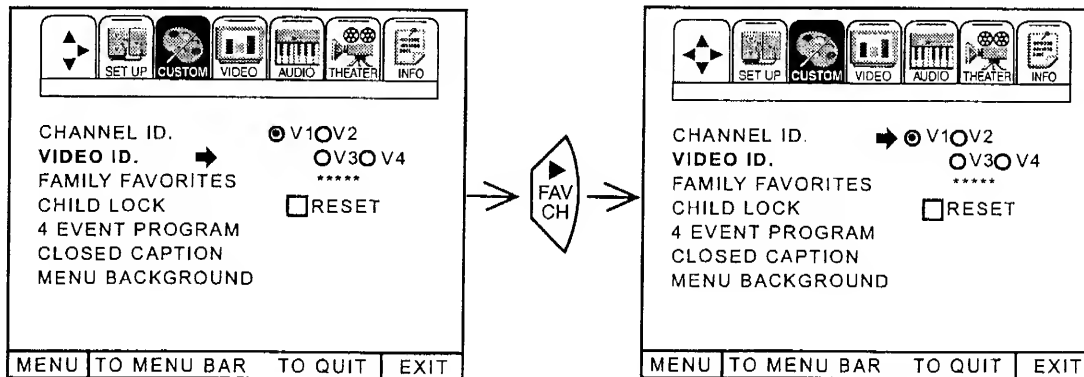 SET UP CUSTOM VIDEO AUDIO THEATER INFO
CHANNEL ID. V1 V2
VIDEO ID. V3 V4
FAMILY FAVORITES *****
CHILD LOCK RESET
4 EVENT PROGRAM
CLOSED CAPTION
MENU BACKGROUND
MENU TO MENU BAR TO QUIT EXIT
FAV
CH
SET UP CUSTOM VIDEO AUDIO THEATER INFO
CHANNEL ID. V1 V2
VIDEO ID. V3 V4
FAMILY FAVORITES *****
CHILD LOCK RESET
4 EVENT PROGRAM
CLOSED CAPTION
MENU BACKGROUND
MENU TO MENU BAR TO QUIT EXIT